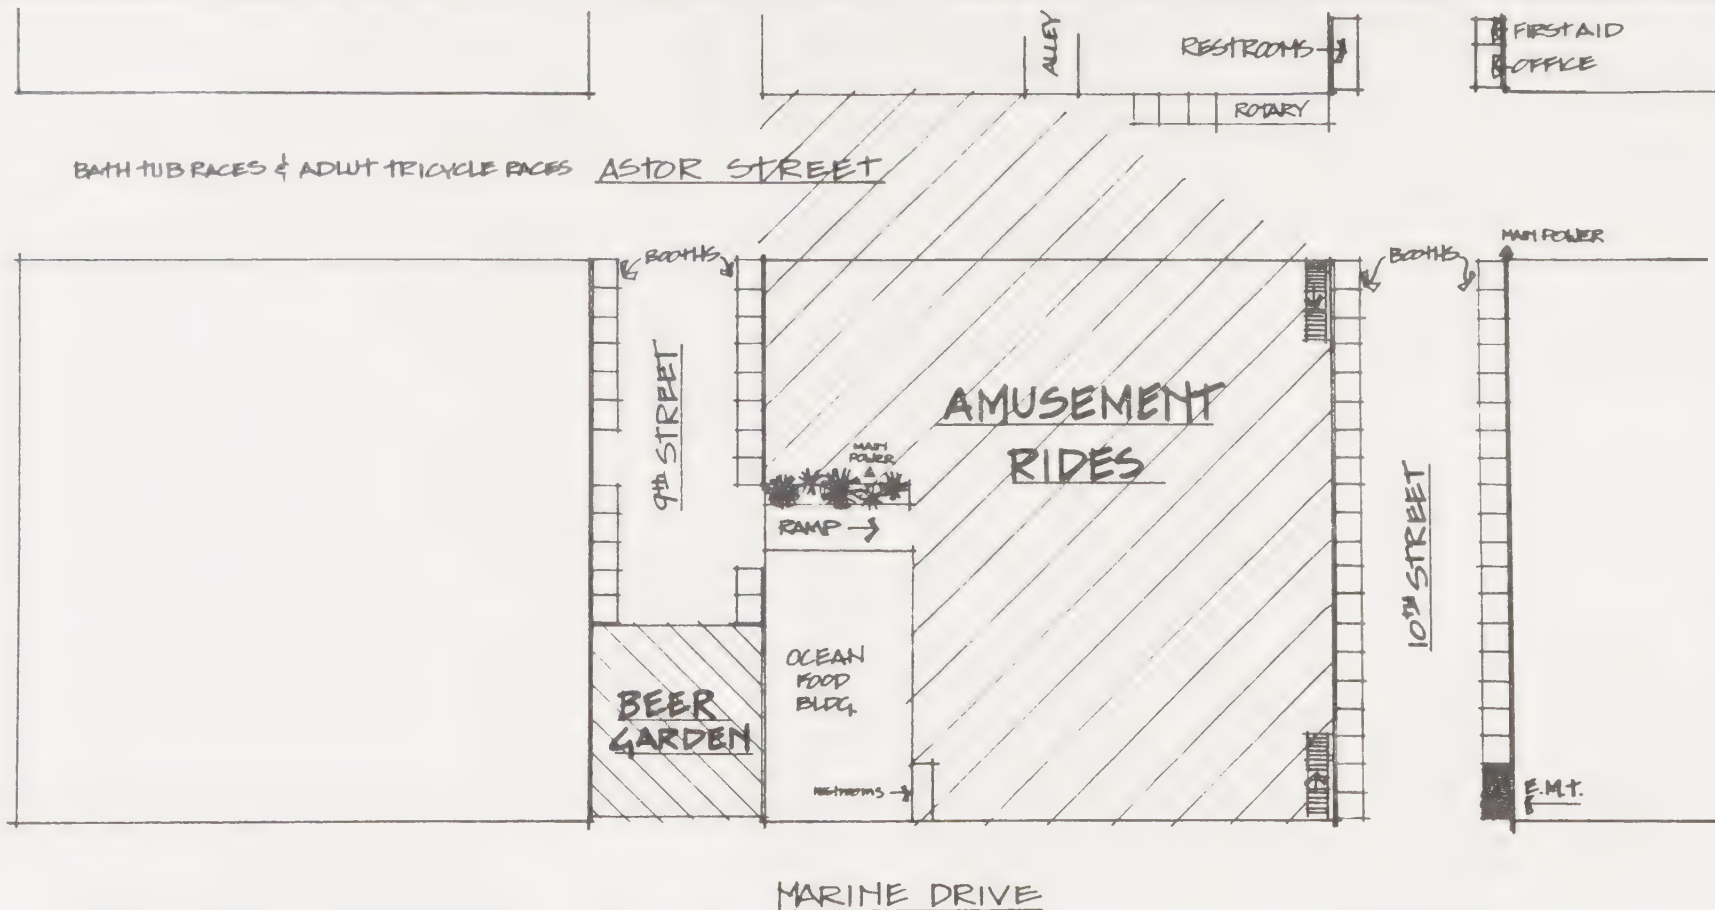 ALLEY
RESTROOMS
FIRST AID
OFFICE
ROTARY
BATH TUB RACES & ADLUT TRICYCLE RACES
ASTOR STREET
MAIN POWER
BOOTHS
BOOTHS
9th STREET
AMUSEMENT
RIDES
MAIN
POWER
RAMP
10TH STREET
OCEAN
FOOD
BLDG.
BEER
GARDEN
restrooms
E.M.T.
MARINE DRIVE